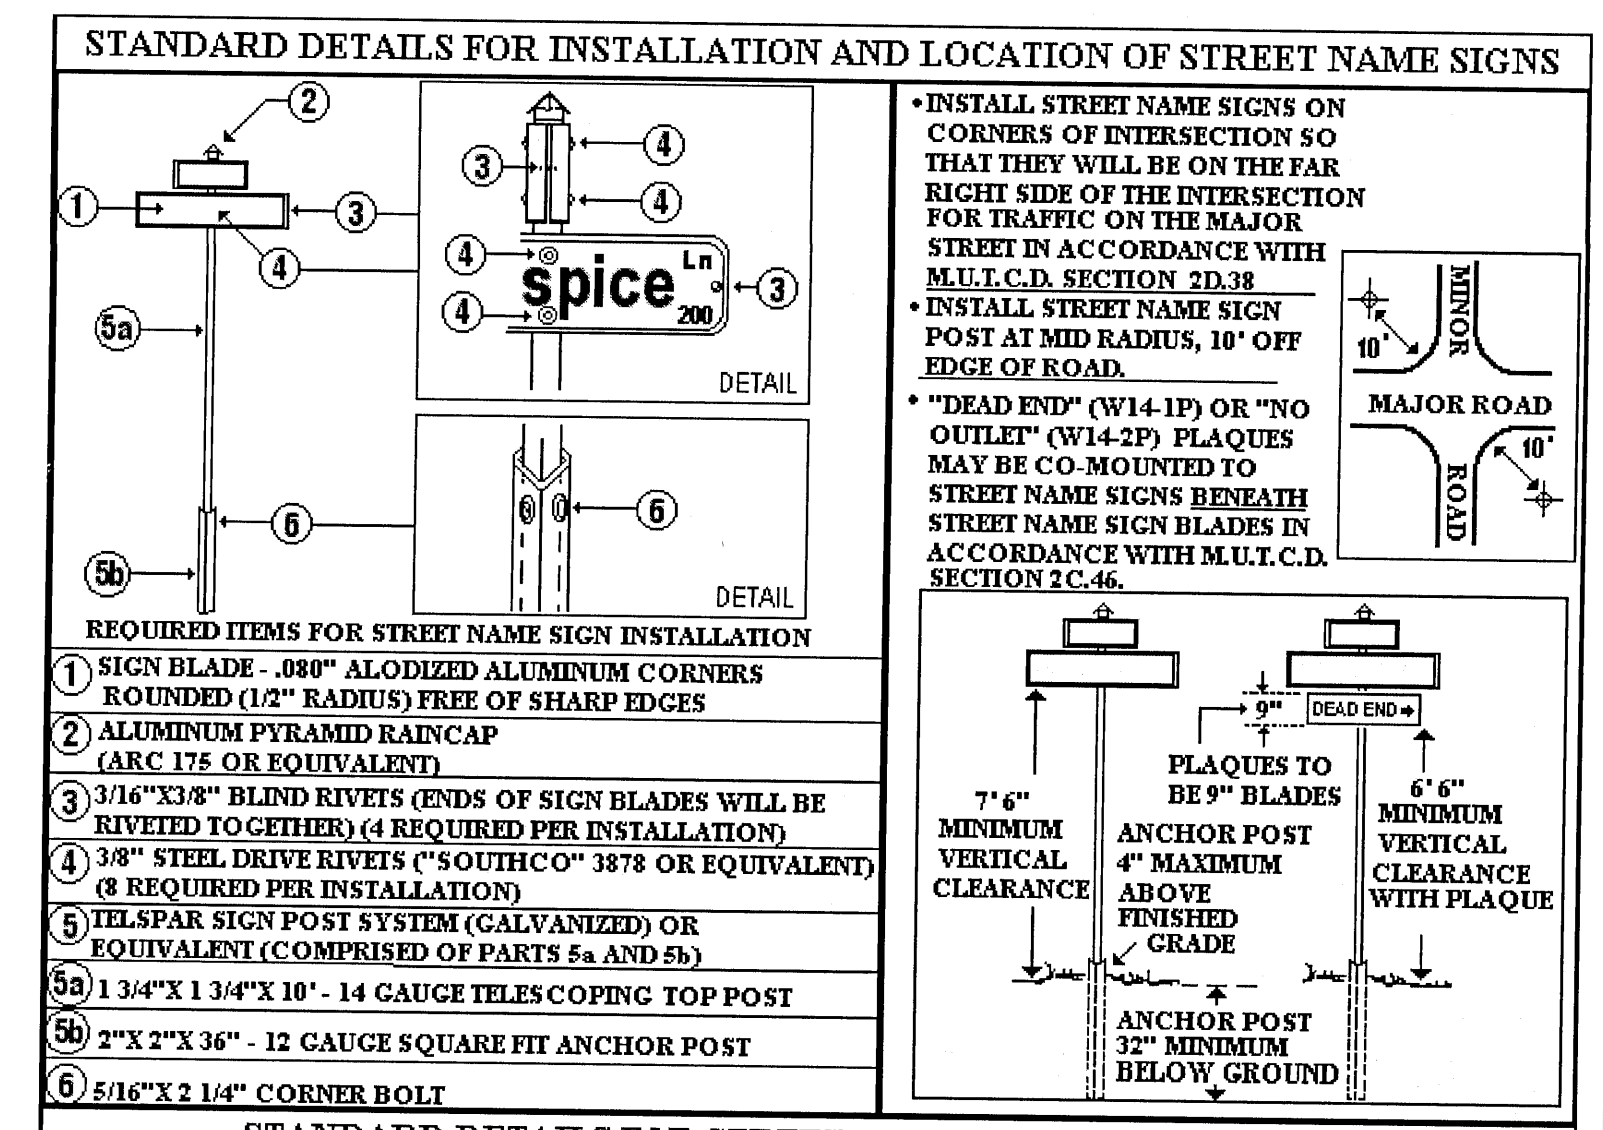 STANDARD DETAILS FOR INSTALLATION AND LOCATION OF STREET NAME SIGNS
2
1
3
4
5a
6
5b
3
4
4
4
spice
Ln
200
3
4
DETAIL
6
DETAIL
REQUIRED ITEMS FOR STREET NAME SIGN INSTALLATION
1 SIGN BLADE - .080" ALODIZED ALUMINUM CORNERS
ROUNDED (1/2" RADIUS) FREE OF SHARP EDGES
2 ALUMINUM PYRAMID RAINCAP
(ARC 175 OR EQUIVALENT)
3 3/16"X3/8" BLIND RIVETS (ENDS OF SIGN BLADES WILL BE
RIVETED TOGETHER) (4 REQUIRED PER INSTALLATION)
4 3/8" STEEL DRIVE RIVETS ("SOUTHCO" 3878 OR EQUIVALENT)
(8 REQUIRED PER INSTALLATION)
5 TELSPAR SIGN POST SYSTEM (GALVANIZED) OR
EQUIVALENT (COMPRISED OF PARTS 5a AND 5b)
5a 1 3/4"X 1 3/4"X 10' - 14 GAUGE TELESCOPING TOP POST
5b 2"X 2"X 36" - 12 GAUGE SQUARE FIT ANCHOR POST
6 5/16"X 2 1/4" CORNER BOLT
• INSTALL STREET NAME SIGNS ON
CORNERS OF INTERSECTION SO
THAT THEY WILL BE ON THE FAR
RIGHT SIDE OF THE INTERSECTION
FOR TRAFFIC ON THE MAJOR
STREET IN ACCORDANCE WITH
M.U.T.C.D. SECTION 2D.38
• INSTALL STREET NAME SIGN
POST AT MID RADIUS, 10' OFF
EDGE OF ROAD.
• "DEAD END" (W14-1P) OR "NO
OUTLET" (W14-2P) PLAQUES
MAY BE CO-MOUNTED TO
STREET NAME SIGNS BENEATH
STREET NAME SIGN BLADES IN
ACCORDANCE WITH M.U.T.C.D.
SECTION 2C.46.
MINOR
10'
MAJOR ROAD
10'
ROAD
9"
DEAD END
PLAQUES TO
BE 9" BLADES
7' 6"
MINIMUM
VERTICAL
CLEARANCE
ANCHOR POST
4" MAXIMUM
ABOVE
FINISHED
GRADE
6' 6"
MINIMUM
VERTICAL
CLEARANCE
WITH PLAQUE
ANCHOR POST
32" MINIMUM
BELOW GROUND